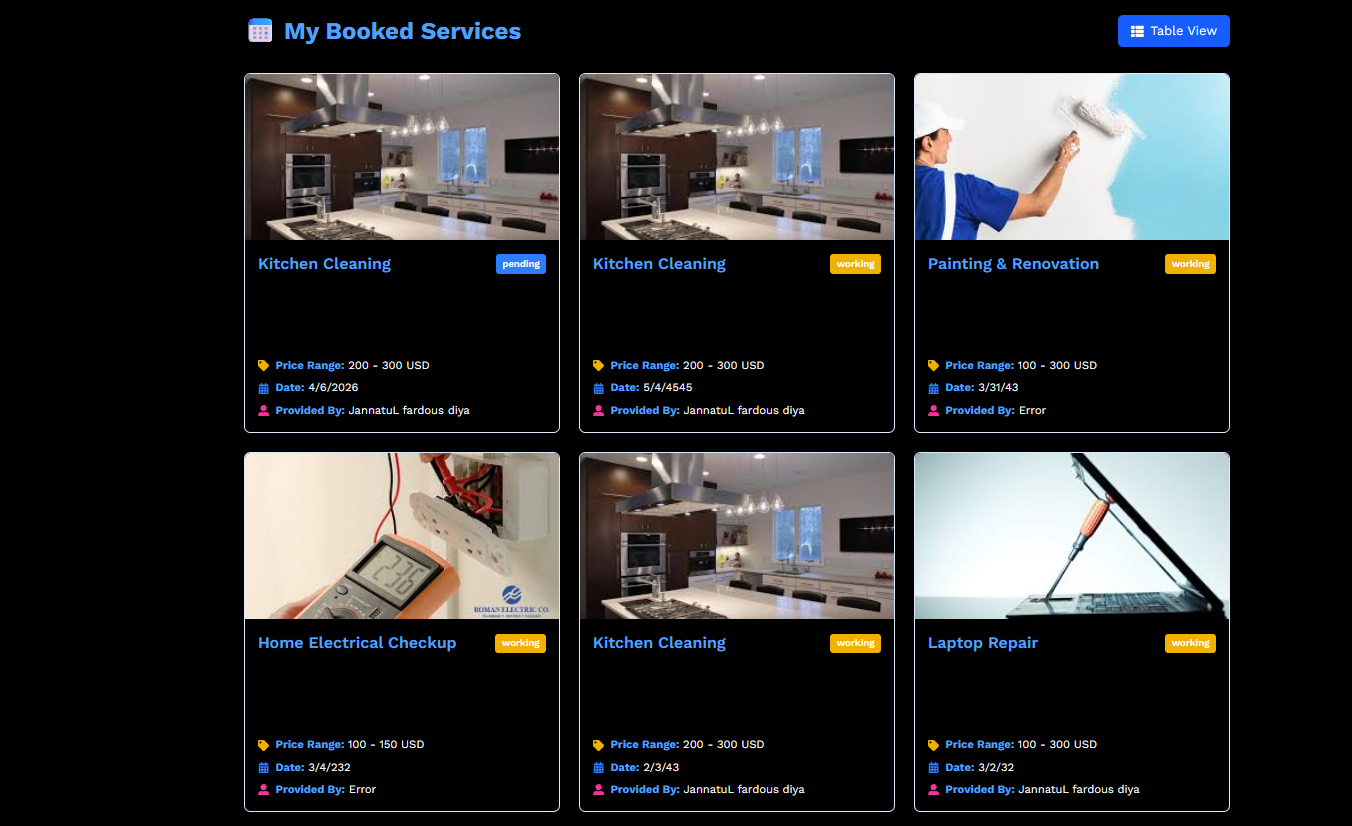 My Booked Services
Table View
Kitchen Cleaning
pending
Price Range: 200 - 300 USD
Date: 4/6/2026
Provided By: JannatuL fardous diya
Kitchen Cleaning
working
Price Range: 200 - 300 USD
Date: 5/4/4545
Provided By: JannatuL fardous diya
Painting & Renovation
working
Price Range: 100 - 300 USD
Date: 3/31/43
Provided By: Error
236
ROMAN ELECTRIC CO.
Home Electrical Checkup
working
Price Range: 100 - 150 USD
Date: 3/4/232
Provided By: Error
Kitchen Cleaning
working
Price Range: 200 - 300 USD
Date: 2/3/43
Provided By: JannatuL fardous diya
Laptop Repair
working
Price Range: 100 - 300 USD
Date: 3/2/32
Provided By: JannatuL fardous diya